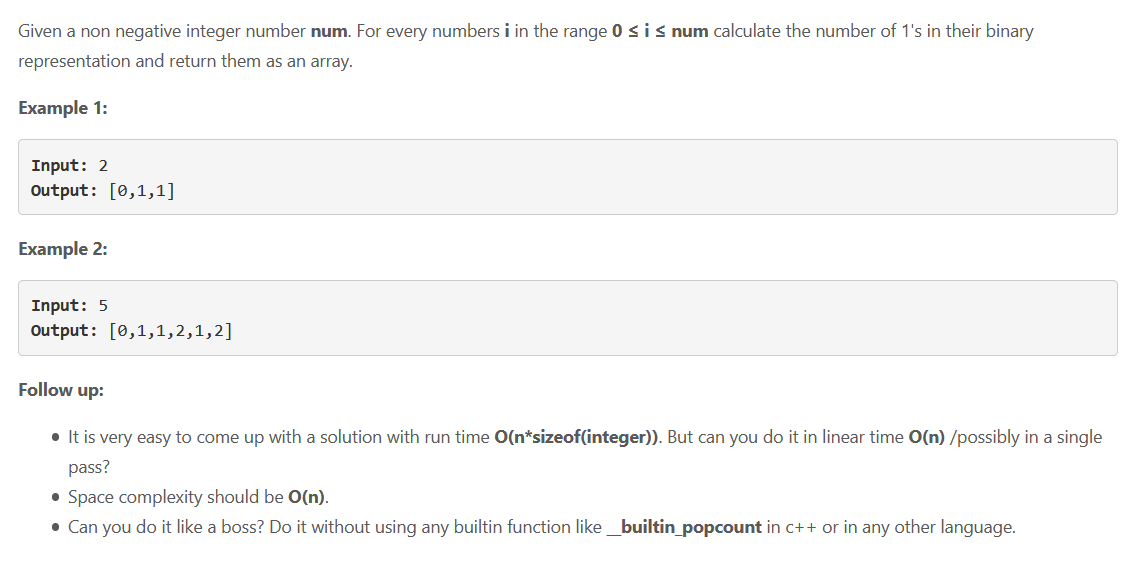 Given a non negative integer number num. For every numbers i in the range 0 ≤ i ≤ num calculate the number of 1's in their binary
representation and return them as an array.
Example 1:
Input: 2
Output: [0,1,1]
Example 2:
Input: 5
Output: [0,1,1,2,1,2]
Follow up:
• It is very easy to come up with a solution with run time O(n*sizeof(integer)). But can you do it in linear time O(n) /possibly in a single
pass?
• Space complexity should be O(n).
• Can you do it like a boss? Do it without using any builtin function like __builtin_popcount in c++ or in any other language.